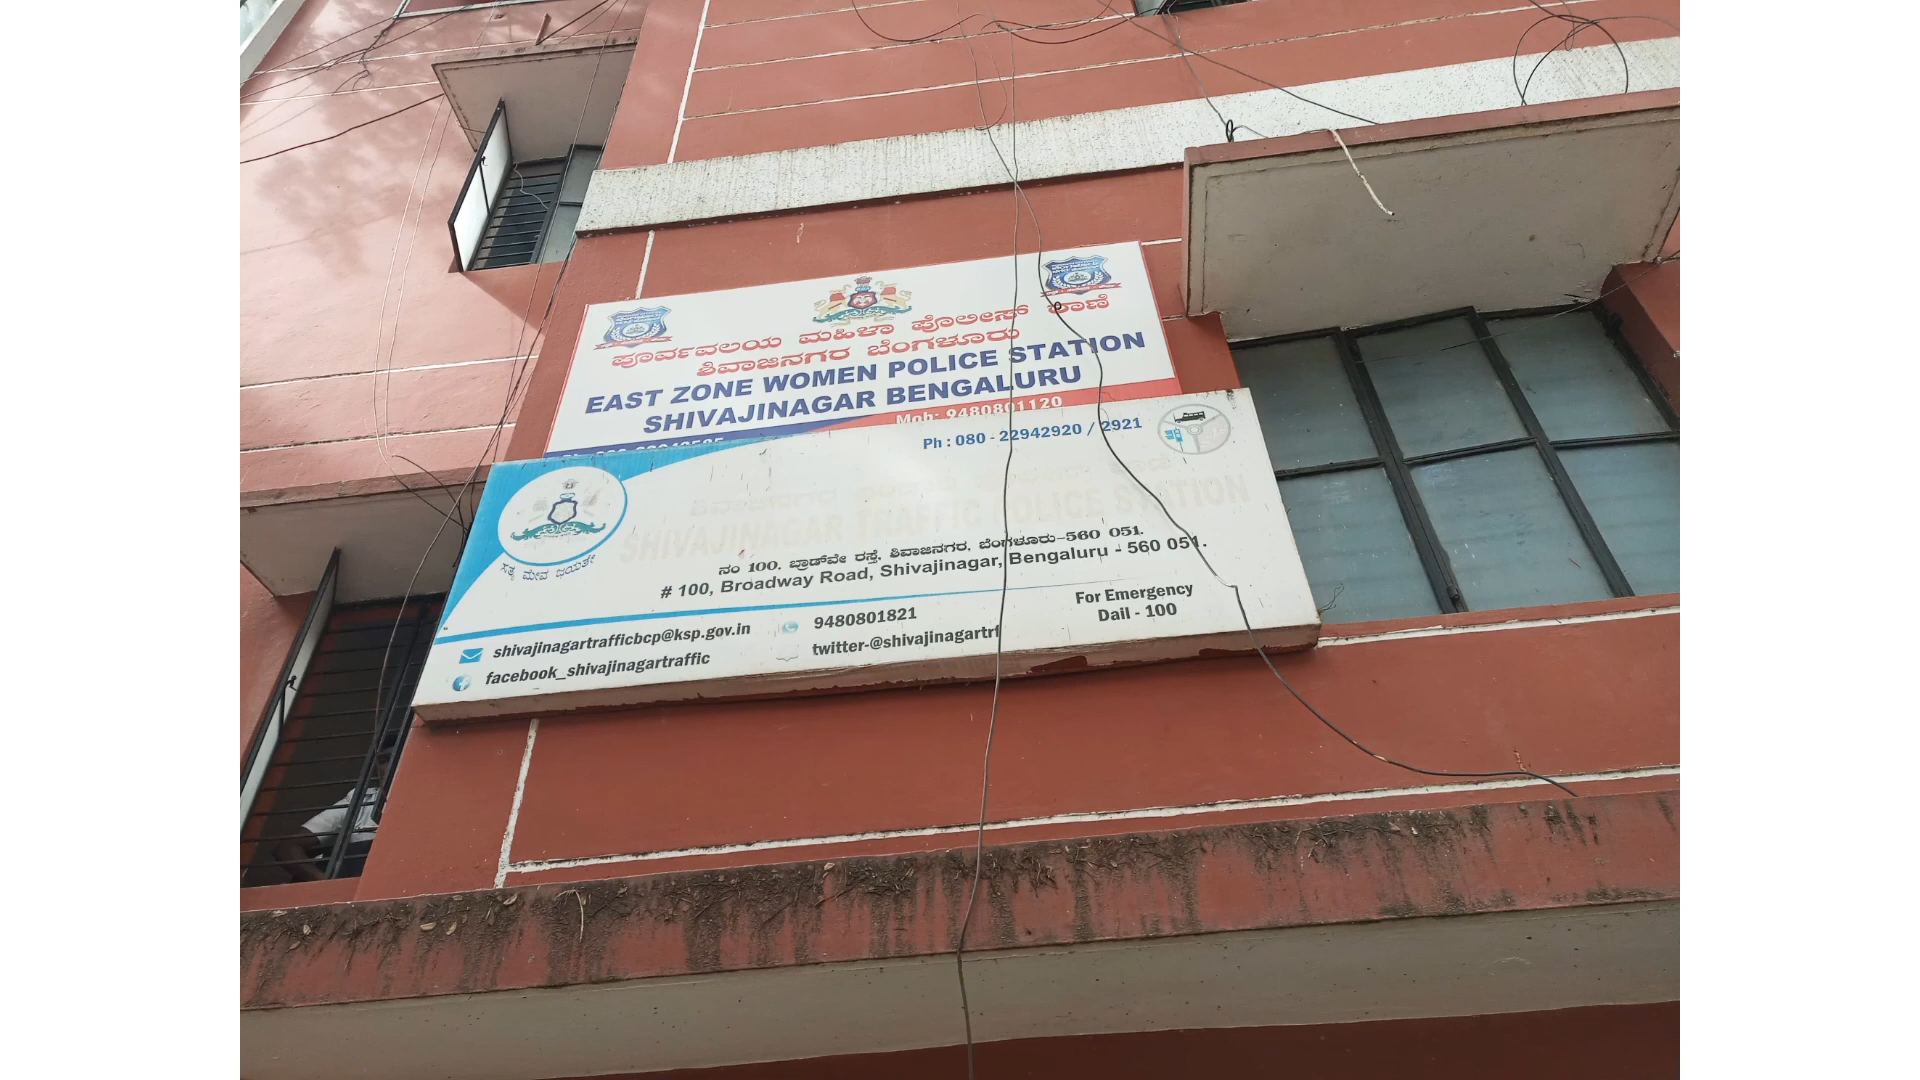 ಪೂರ್ವವಲಯ ಮಹಿಳಾ ಪೊಲೀಸ್ ಠಾಣೆ
ಶಿವಾಜಿನಗರ ಬೆಂಗಳೂರು
EAST ZONE WOMEN POLICE STATION
SHIVAJINAGAR BENGALURU
Mob: 9480801120
Ph : 080 - 22942920 / 2921
ಶಿವಾಜಿನಗರ
SHIVAJINAGAR TRAFFIC POLICE STATION
ನಂ 100, ಬ್ರಾಡ್‌ವೇ ರಸ್ತೆ, ಶಿವಾಜಿನಗರ, ಬೆಂಗಳೂರು-560 051.
# 100, Broadway Road, Shivajinagar, Bengaluru - 560 051.
ಸತ್ಯ ಮೇವ ಜಯತೇ
For Emergency
Dail - 100
shivajinagartrafficbcp@ksp.gov.in
9480801821
facebook_shivajinagartraffic
twitter-@shivajinagartrf